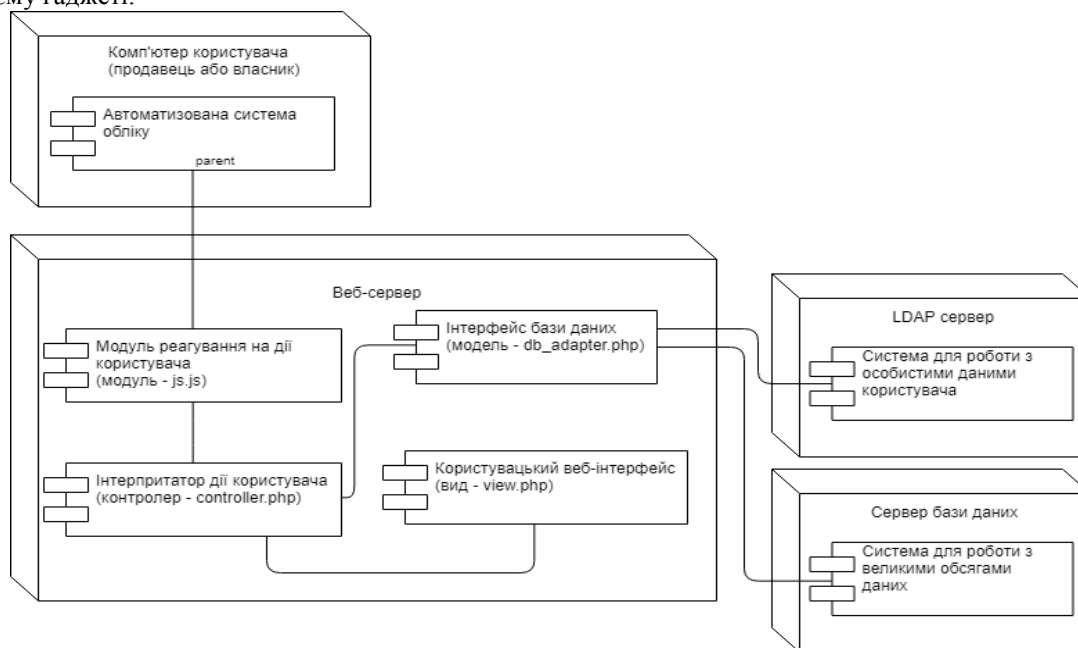 гаджеті.
Комп'ютер користувача
(продавець або власник)
Автоматизована система
обліку
parent
Веб-сервер
Модуль реагування на дії
користувача
(модуль - js.js)
Інтерфейс бази даних
(модель - db_adapter.php)
Інтерпритатор дії користувача
(контролер - controller.php)
Користувацький веб-інтерфейс
(вид - view.php)
LDAP сервер
Система для роботи з
особистими даними
користувача
Сервер бази даних
Система для роботи з
великими обсягами
даних